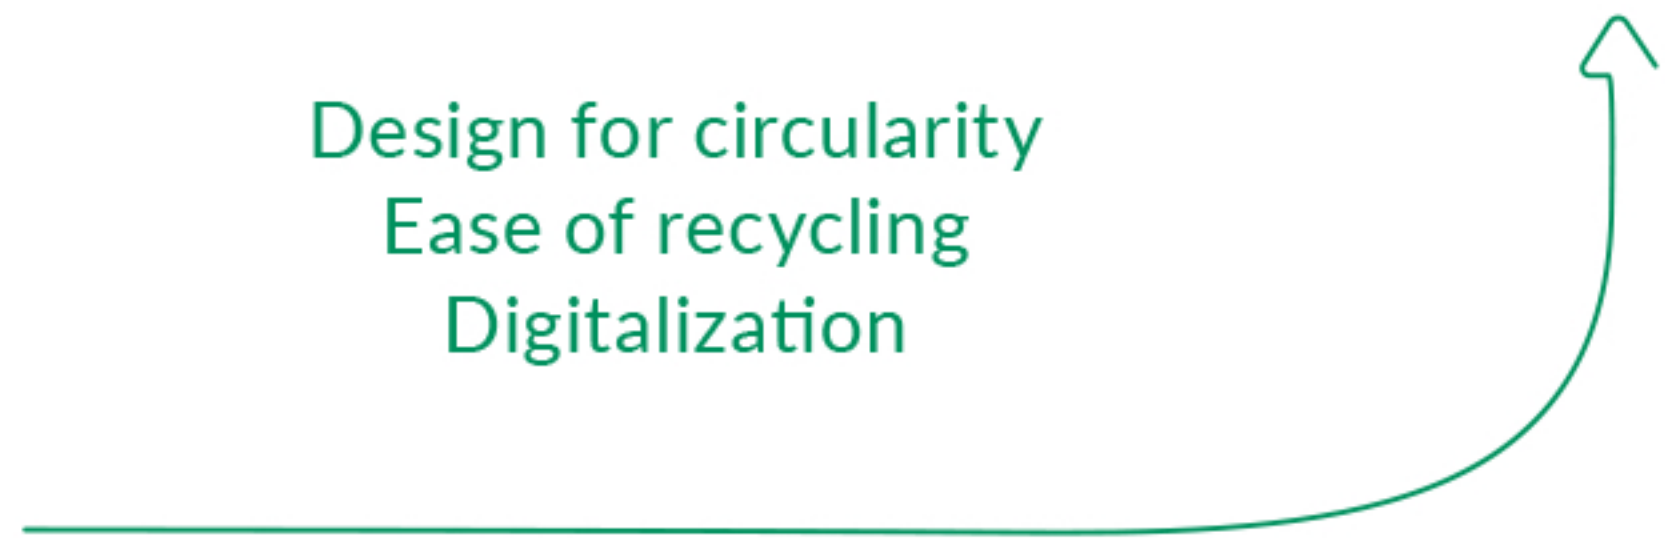 Design for circularity
Ease of recycling
Digitalization